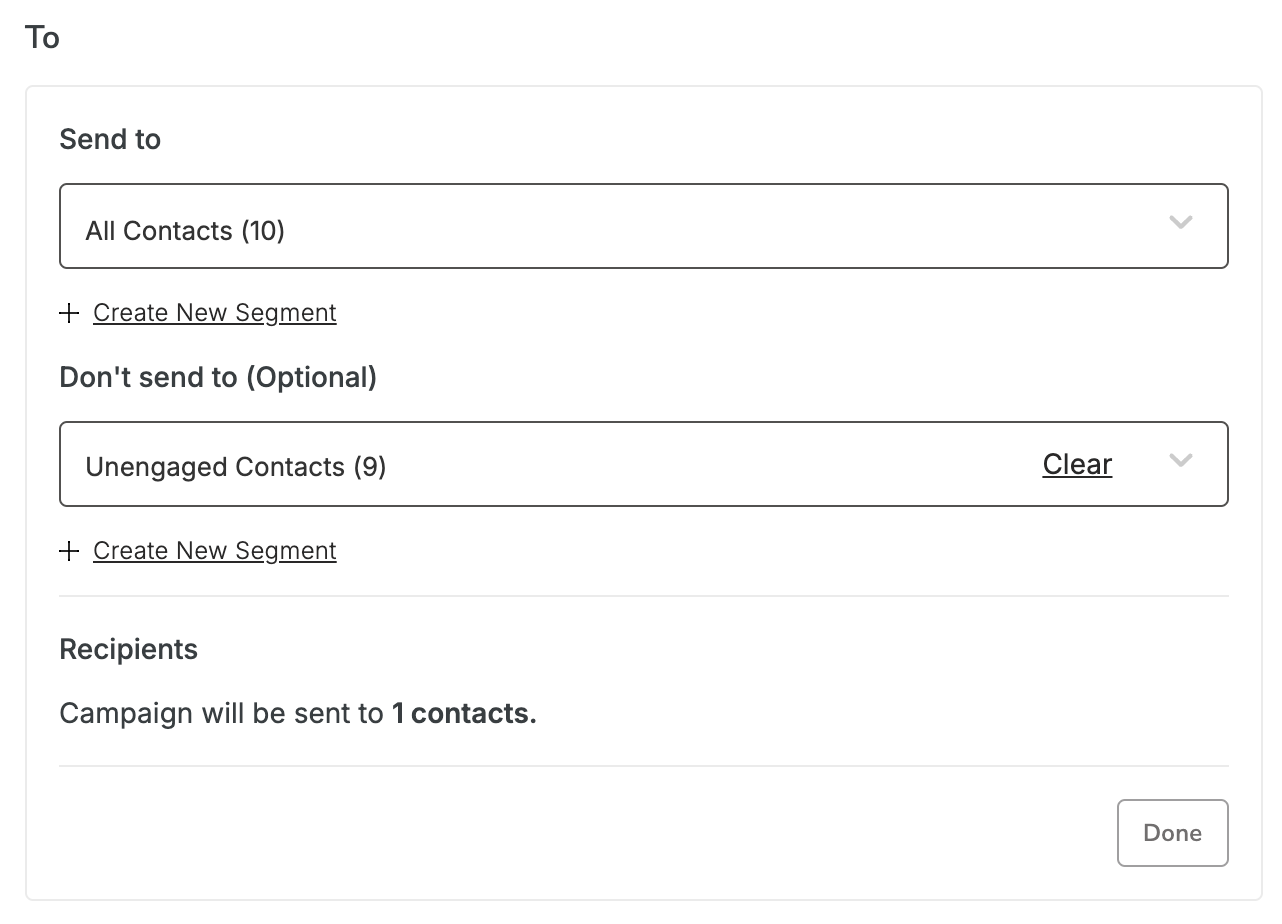 To
Send to
All Contacts (10)
+ Create New Segment
Don't send to (Optional)
Unengaged Contacts (9) Clear
+ Create New Segment
Recipients
Campaign will be sent to 1 contacts.
Done